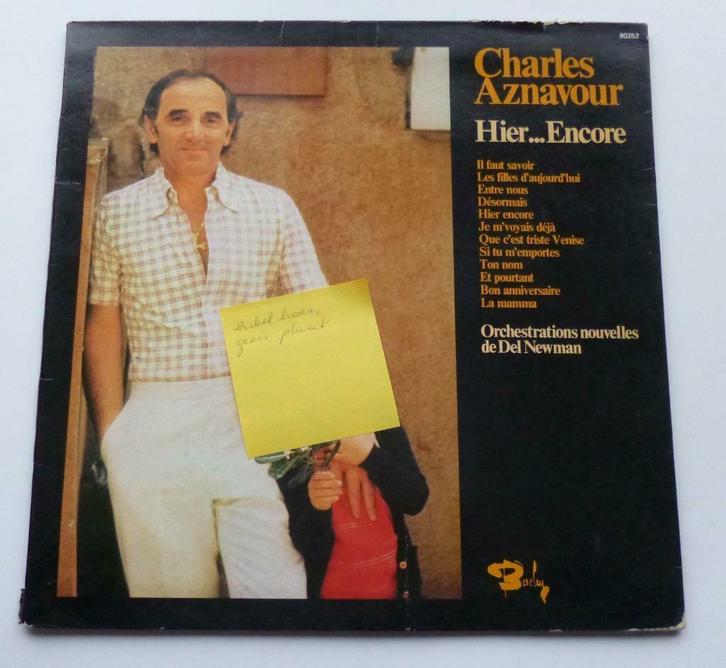 90252
Charles
Aznavour
Hier...Encore
Il faut savoir
Les filles d'aujourd'hui
Entre nous
Désormais
Hier encore
Je m'voyais déjà
Que c'est triste Venise
Si tu m'emportes
Ton nom
Et pourtant
Bon anniversaire
La mamma
Orchestrations nouvelles
de Del Newman
enkel hoes,
geen plaat
Barclay